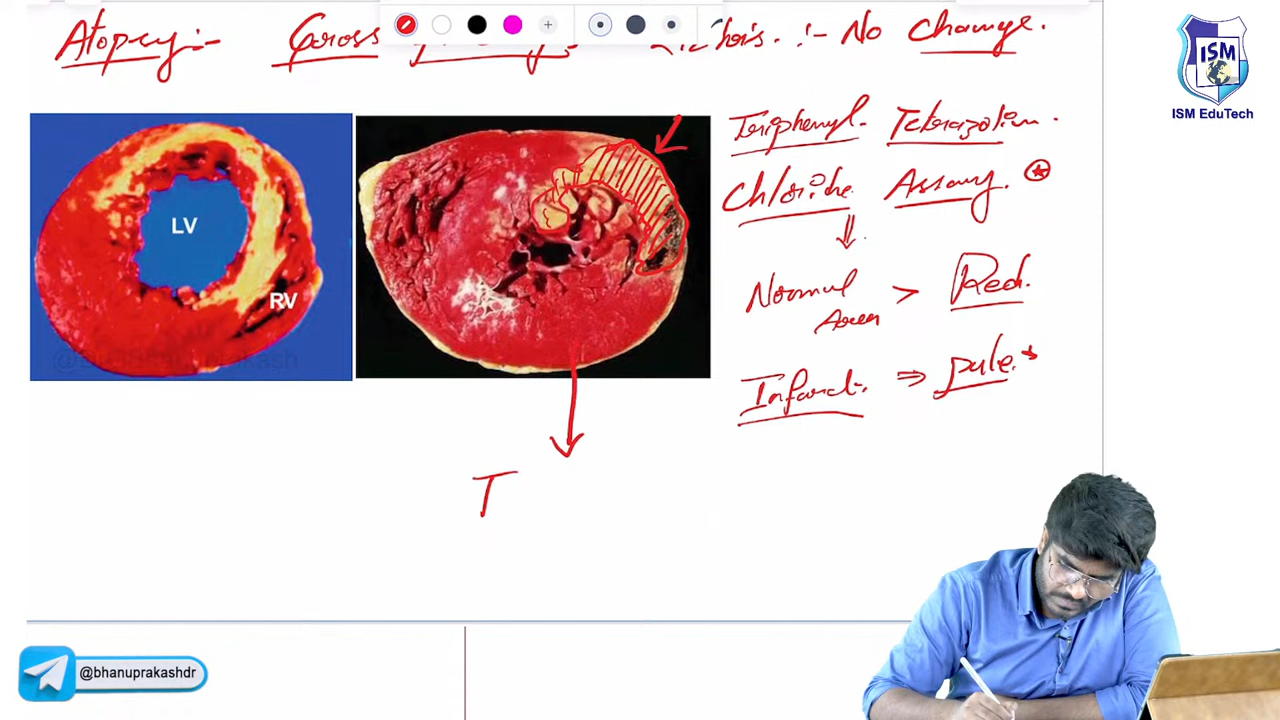 Atopsy:- Gross :- No Change.
Triphenyl Tetrazolium.
Chloride Assay.
Normal > Red.
Area
Infarct. ⇒ pale.
T
LV
RV
ISM
ISM EduTech
@bhanuprakashdr